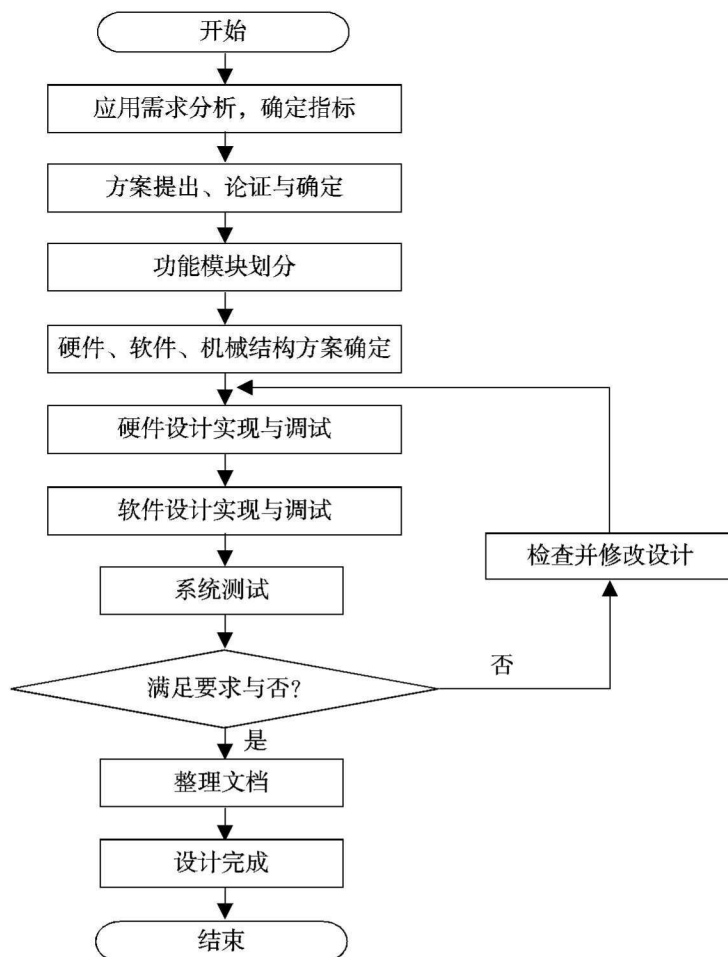 开始
应用需求分析，确定指标
方案提出、论证与确定
功能模块划分
硬件、软件、机械结构方案确定
硬件设计实现与调试
软件设计实现与调试
检查并修改设计
系统测试
否
满足要求与否?
是
整理文档
设计完成
结束